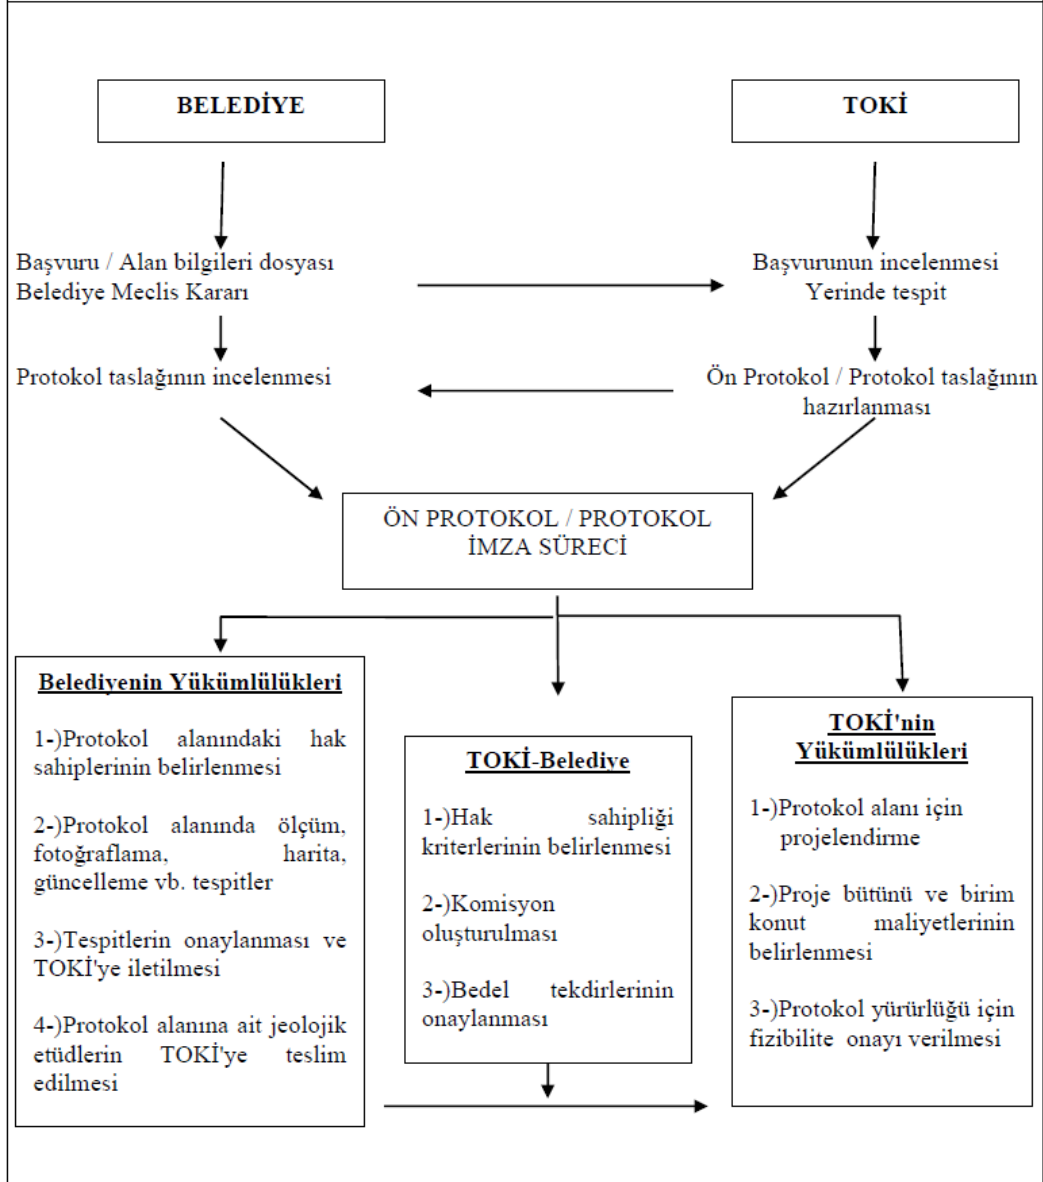 BELEDİYE
TOKİ
Başvuru / Alan bilgileri dosyası
Belediye Meclis Kararı
Başvurunun incelenmesi
Yerinde tespit
Protokol taslağının incelenmesi
Ön Protokol / Protokol taslağının
hazırlanması
ÖN PROTOKOL / PROTOKOL
İMZA SÜRECİ
Belediyenin Yükümlülükleri
1-)Protokol alanındaki hak
sahiplerinin belirlenmesi
2-)Protokol alanında ölçüm,
fotoğraflama, harita,
güncelleme vb. tespitler
3-)Tespitlerin onaylanması ve
TOKİ'ye iletilmesi
4-)Protokol alanına ait jeolojik
etüdlerin TOKİ'ye teslim
edilmesi
TOKİ-Belediye
1-)Hak sahipliği
kriterlerinin belirlenmesi
2-)Komisyon
oluşturulması
3-)Bedel tekdirlerinin
onaylanması
TOKİ'nin
Yükümlülükleri
1-)Protokol alanı için
projelendirme
2-)Proje bütünü ve birim
konut maliyetlerinin
belirlenmesi
3-)Protokol yürürlüğü için
fizibilite onayı verilmesi